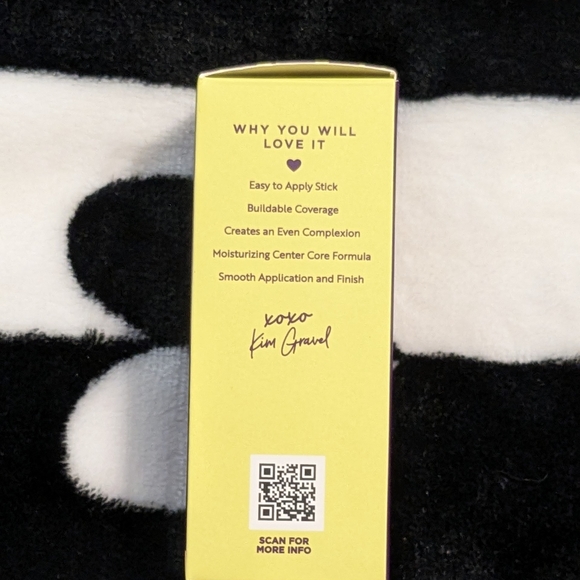 WHY YOU WILL
LOVE IT
Easy to Apply Stick
Buildable Coverage
Creates an Even Complexion
Moisturizing Center Core Formula
Smooth Application and Finish
xoxo
Kim Gravel
SCAN FOR
MORE INFO